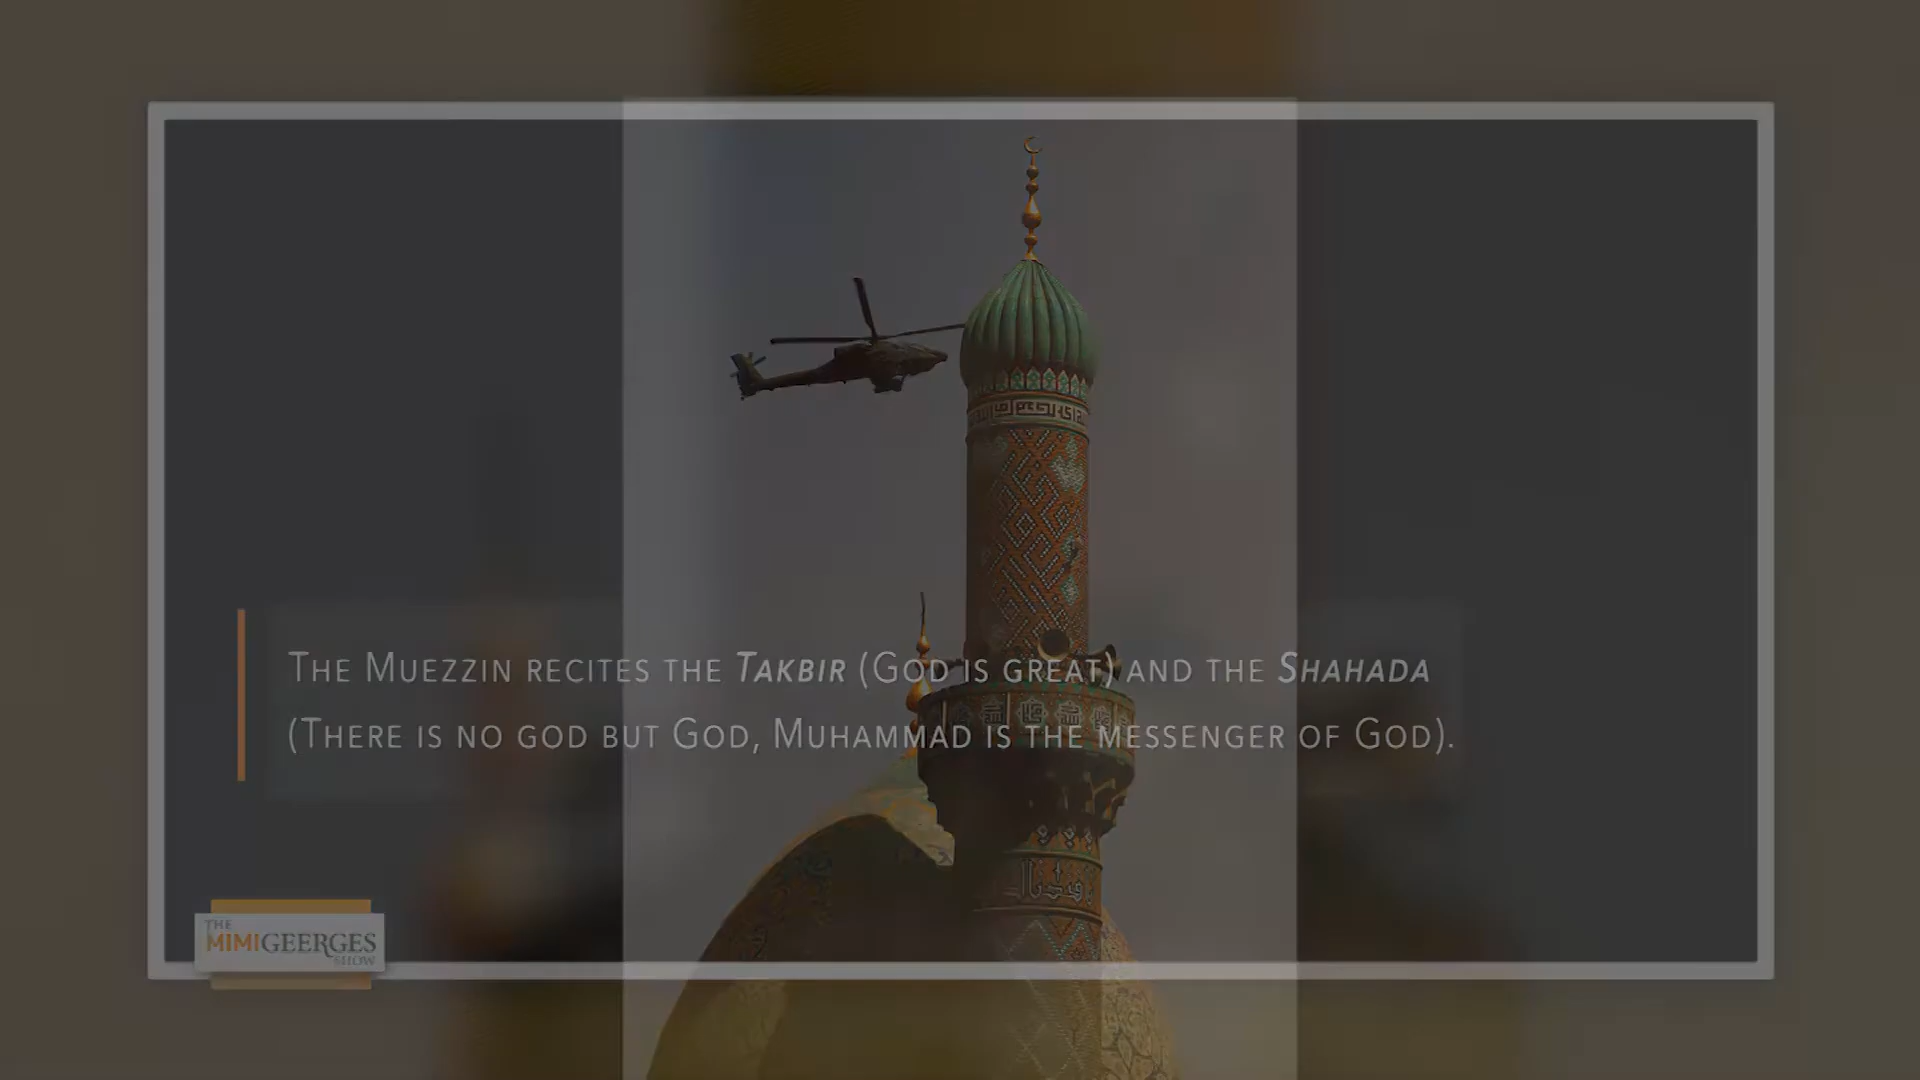 The Muezzin recites the Takbir (God is great) and the Shahada
(There is no god but God, Muhammad is the messenger of God).
THE
MIMIGEERGES
SHOW